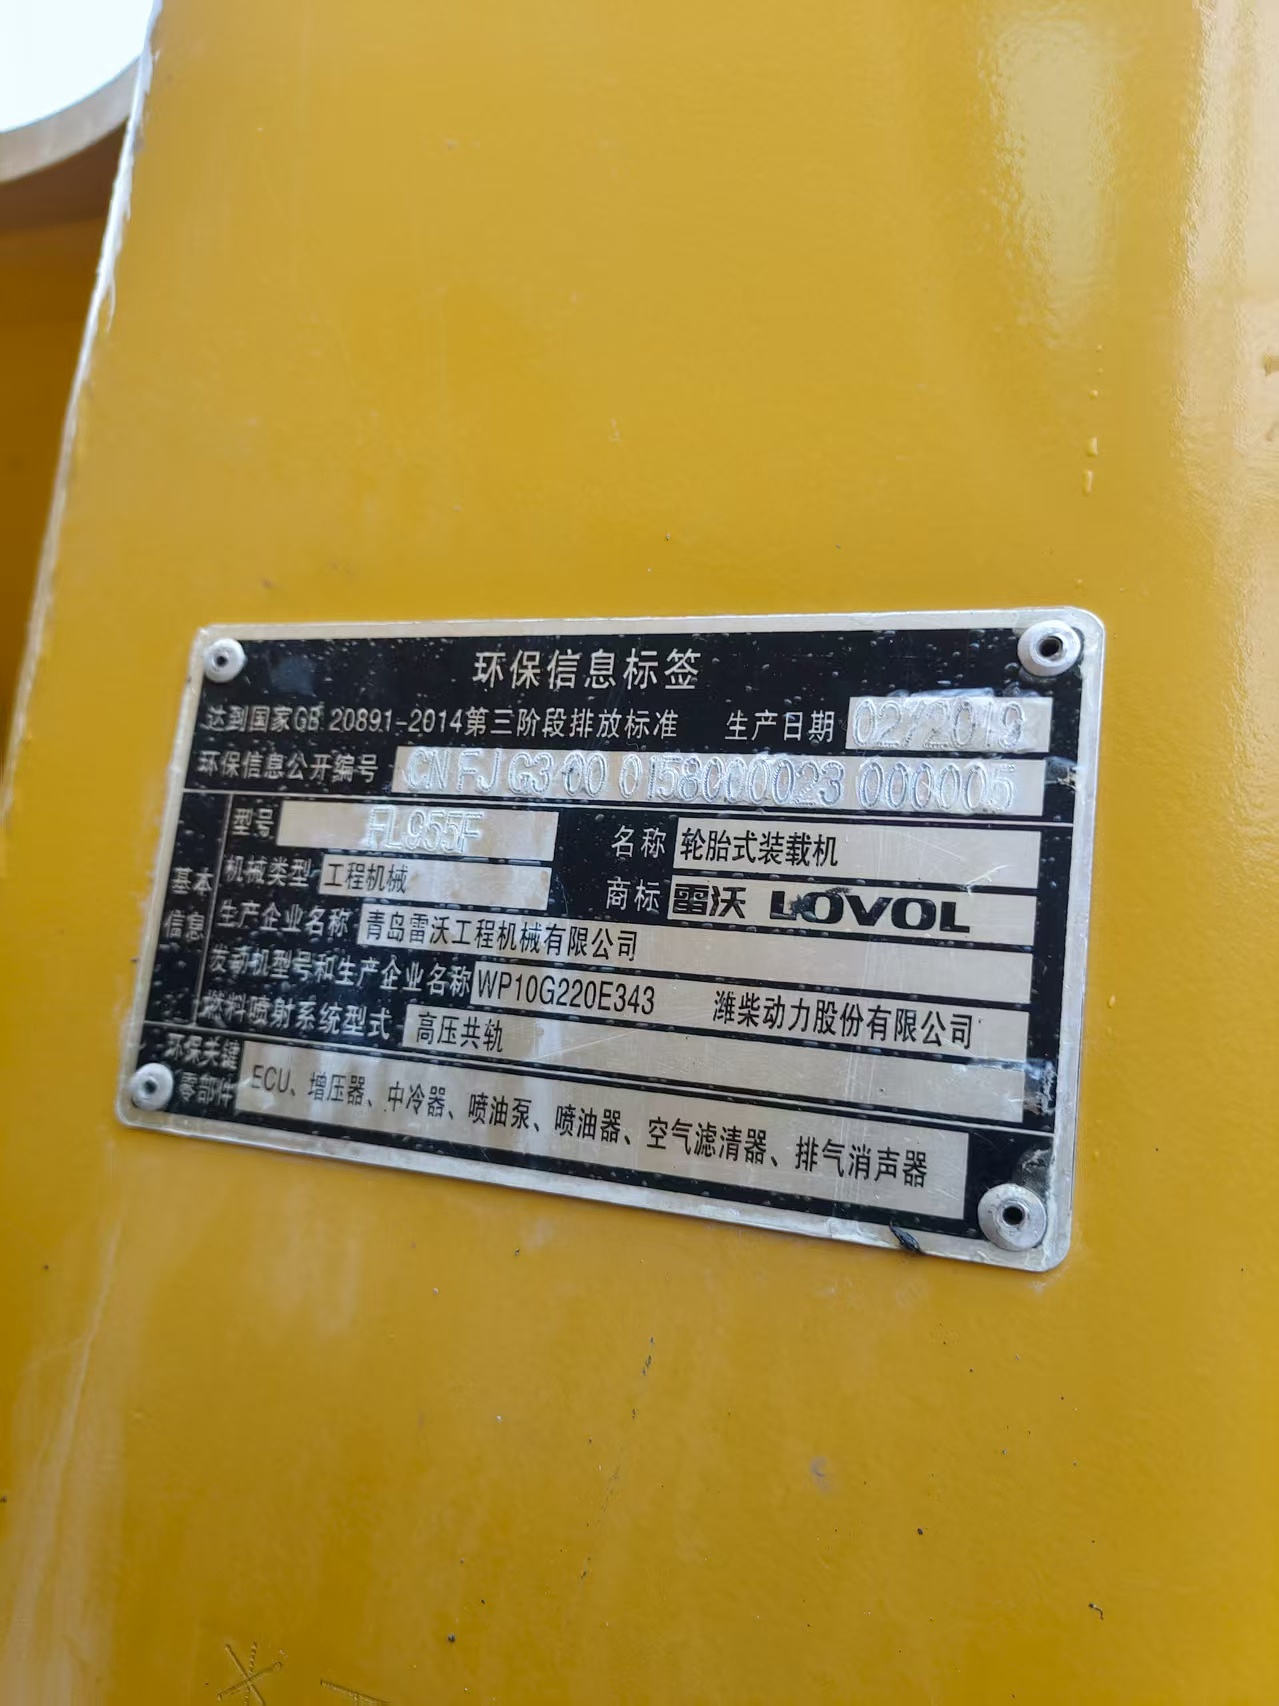 环保信息标签
达到国家GB 20891-2014第三阶段排放标准 生产日期 02/2019
环保信息公开编号 CN FJ G3 00 0158000023 000005
基本信息
型号 FL955F 名称 轮胎式装载机
机械类型 工程机械 商标 雷沃 LOVOL
生产企业名称 青岛雷沃工程机械有限公司
发动机型号和生产企业名称 WP10G220E343 潍柴动力股份有限公司
燃料喷射系统型式 高压共轨
环保关键零部件 ECU、增压器、中冷器、喷油泵、喷油器、空气滤清器、排气消声器